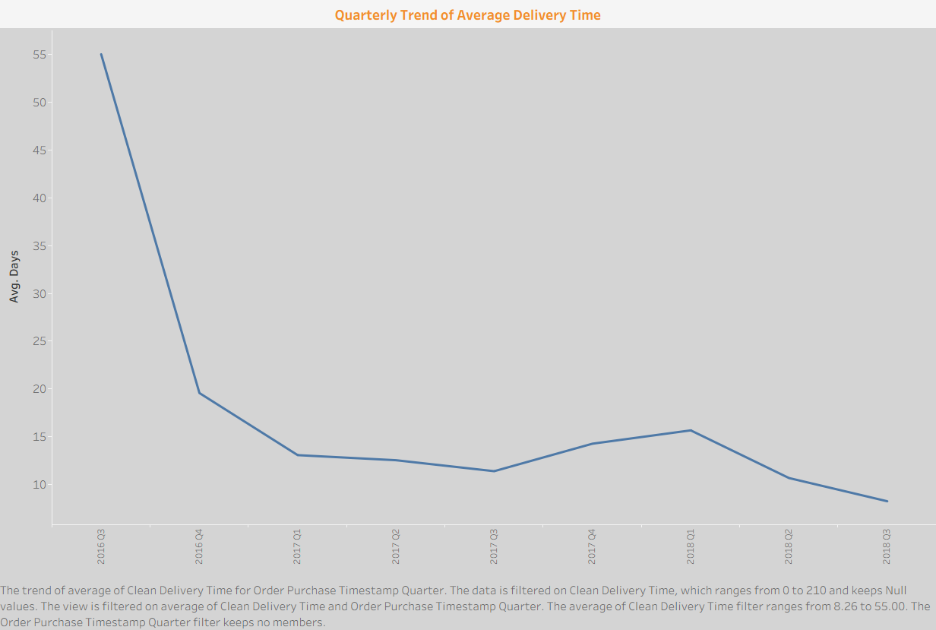 Quarterly Trend of Average Delivery Time
55
50
45
40
35
30
25
20
15
10
Avg. Days
2016 Q3
2016 Q4
2017 Q1
2017 Q2
2017 Q3
2017 Q4
2018 Q1
2018 Q2
2018 Q3
The trend of average of Clean Delivery Time for Order Purchase Timestamp Quarter. The data is filtered on Clean Delivery Time, which ranges from 0 to 210 and keeps Null
values. The view is filtered on average of Clean Delivery Time and Order Purchase Timestamp Quarter. The average of Clean Delivery Time filter ranges from 8.26 to 55.00. The
Order Purchase Timestamp Quarter filter keeps no members.